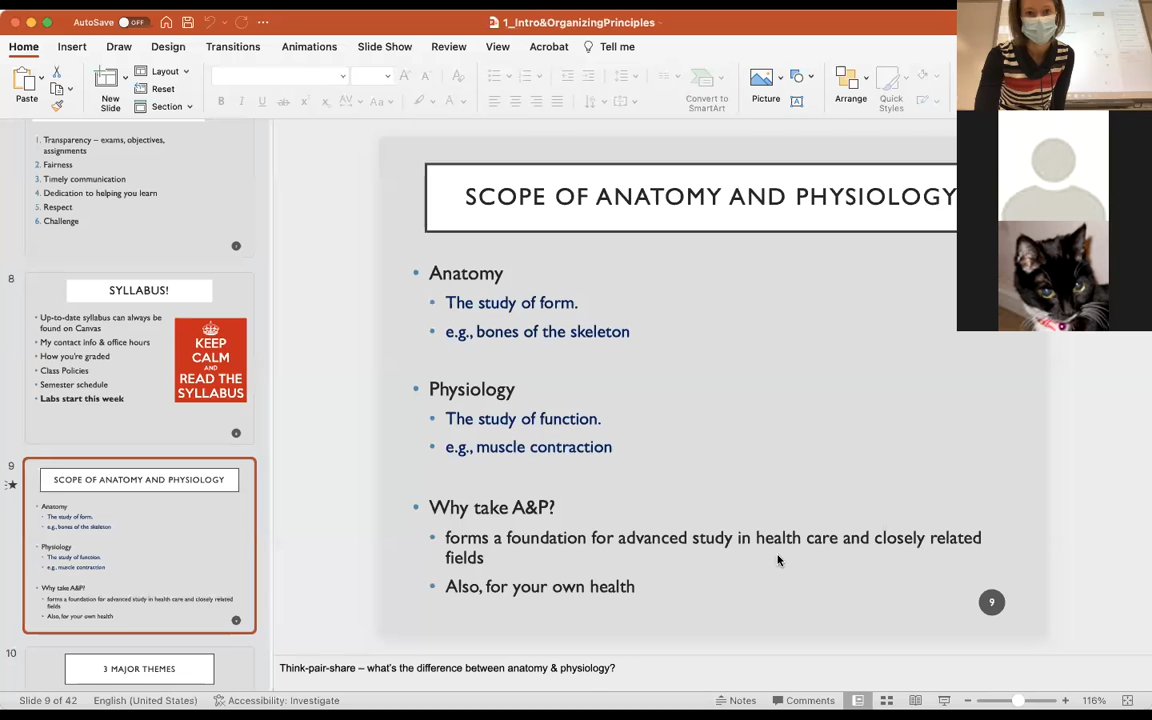 AutoSave OFF
1_Intro&OrganizingPrinciples
Home Insert Draw Design Transitions Animations Slide Show Review View Acrobat Tell me
Paste
New Slide
Layout
Reset
Section
B I U ab x² x₂ AV Aa A
Convert to SmartArt
Picture
Arrange
Quick Styles
1. Transparency – exams, objectives,
assignments
2. Fairness
3. Timely communication
4. Dedication to helping you learn
5. Respect
6. Challenge
8
SYLLABUS!
• Up-to-date syllabus can always be
found on Canvas
• My contact info & office hours
• How you're graded
• Class Policies
• Semester schedule
• Labs start this week
KEEP
CALM
AND
READ THE
SYLLABUS
9
SCOPE OF ANATOMY AND PHYSIOLOGY
• Anatomy
• The study of form.
• e.g., bones of the skeleton
• Physiology
• The study of function.
• e.g., muscle contraction
• Why take A&P?
• forms a foundation for advanced study in health care and closely related
fields
• Also, for your own health
10
3 MAJOR THEMES
SCOPE OF ANATOMY AND PHYSIOLOGY
• Anatomy
• The study of form.
• e.g., bones of the skeleton
• Physiology
• The study of function.
• e.g., muscle contraction
• Why take A&P?
• forms a foundation for advanced study in health care and closely related
fields
• Also, for your own health
9
Think-pair-share – what's the difference between anatomy & physiology?
Slide 9 of 42 English (United States) Accessibility: Investigate Notes Comments 116%